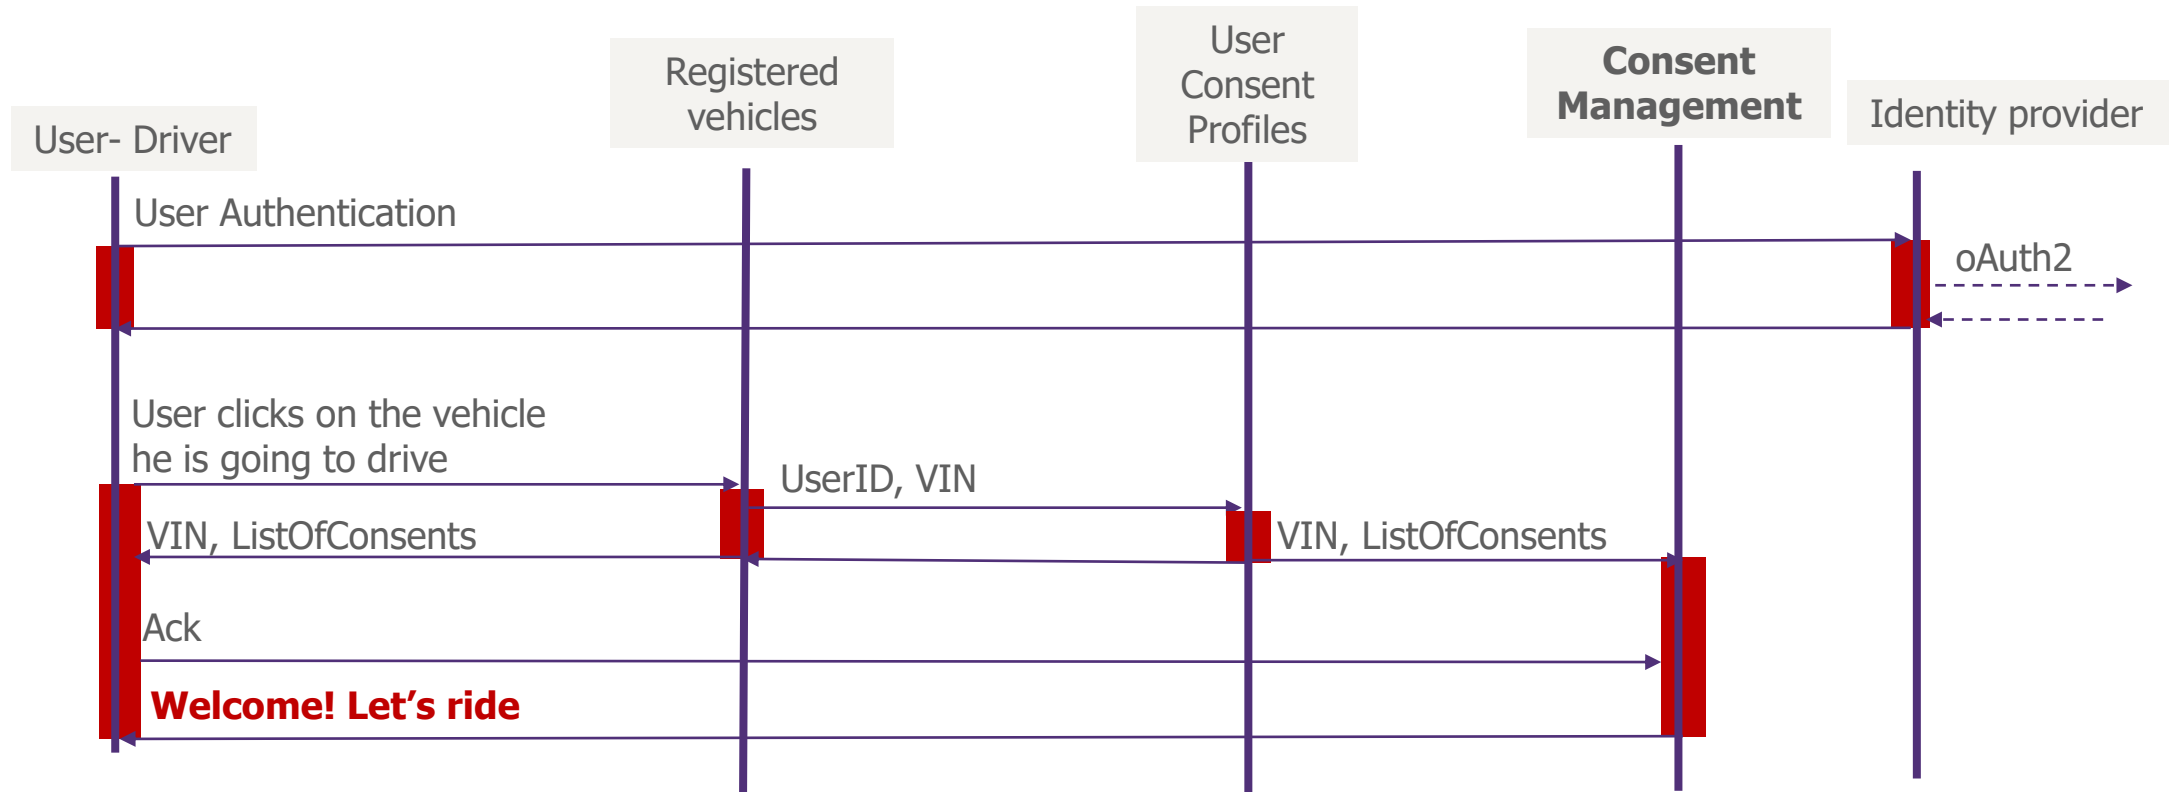 User- Driver
Registered
vehicles
User
Consent
Profiles
Consent
Management
Identity provider
User Authentication
oAuth2
User clicks on the vehicle
he is going to drive
UserID, VIN
VIN, ListOfConsents
VIN, ListOfConsents
Ack
Welcome! Let’s ride